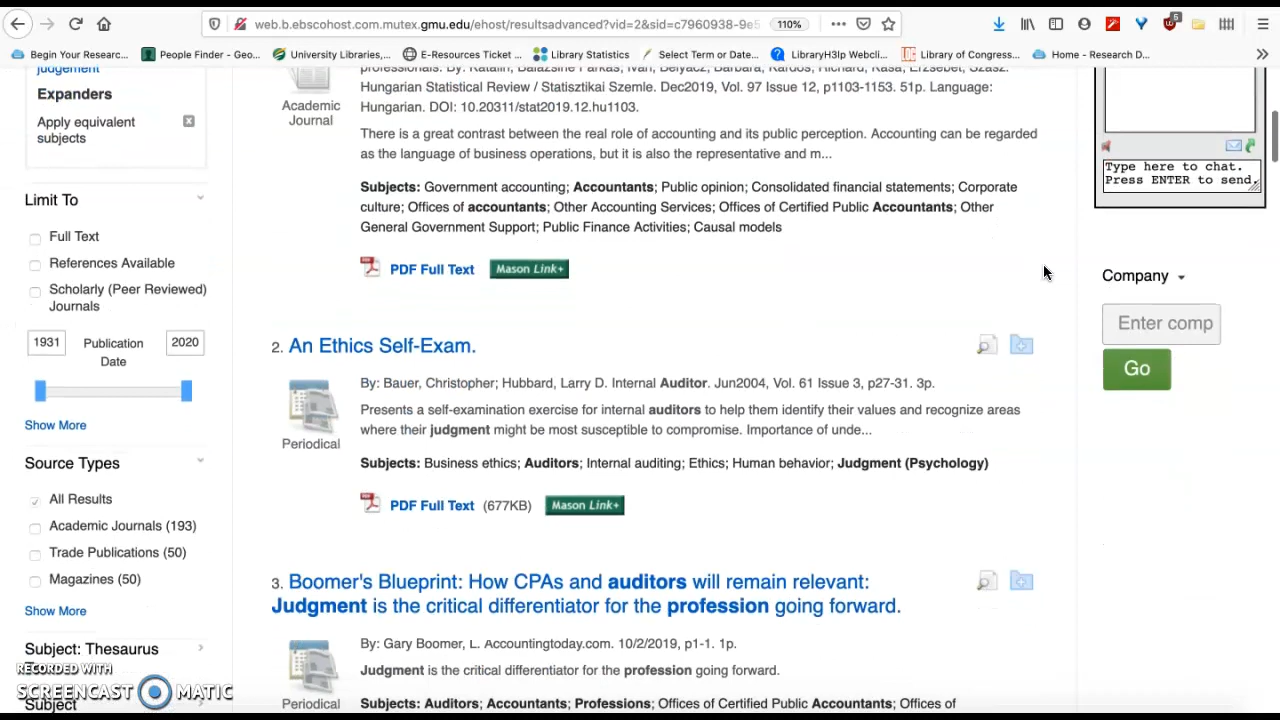 web.b.ebscohost.com.mutex.gmu.edu/ehost/resultsadvanced?vid=2&sid=c7960938-9e5
110%
6
Begin Your Researc...
People Finder - Geo...
University Libraries,...
E-Resources Ticket ...
Library Statistics
Select Term or Date...
LibraryH3lp Webcli...
Library of Congress...
Home - Research D...
judgement
Expanders
Apply equivalent
subjects
Limit To
Full Text
References Available
Scholarly (Peer Reviewed)
Journals
1931 Publication Date 2020
Show More
Source Types
All Results
Academic Journals (193)
Trade Publications (50)
Magazines (50)
Show More
Subject: Thesaurus
Subject
RECORDED WITH
SCREENCAST MATIC
Academic
Journal
professionals. By: Katalin, Balázsiné Farkas; Iván, Belyácz; Barbara, Kardos; Richárd, Kása; Erzsébet, Szász.
Hungarian Statistical Review / Statisztikai Szemle. Dec2019, Vol. 97 Issue 12, p1103-1153. 51p. Language:
Hungarian. DOI: 10.20311/stat2019.12.hu1103.
There is a great contrast between the real role of accounting and its public perception. Accounting can be regarded
as the language of business operations, but it is also the representative and m...
Subjects: Government accounting; Accountants; Public opinion; Consolidated financial statements; Corporate
culture; Offices of accountants; Other Accounting Services; Offices of Certified Public Accountants; Other
General Government Support; Public Finance Activities; Causal models
PDF Full Text Mason Link+
2. An Ethics Self-Exam.
Periodical
By: Bauer, Christopher; Hubbard, Larry D. Internal Auditor. Jun2004, Vol. 61 Issue 3, p27-31. 3p.
Presents a self-examination exercise for internal auditors to help them identify their values and recognize areas
where their judgment might be most susceptible to compromise. Importance of unde...
Subjects: Business ethics; Auditors; Internal auditing; Ethics; Human behavior; Judgment (Psychology)
PDF Full Text (677KB) Mason Link+
3. Boomer's Blueprint: How CPAs and auditors will remain relevant:
Judgment is the critical differentiator for the profession going forward.
Periodical
By: Gary Boomer, L. Accountingtoday.com. 10/2/2019, p1-1. 1p.
Judgment is the critical differentiator for the profession going forward.
Subjects: Auditors; Accountants; Professions; Offices of Certified Public Accountants; Offices of
Type here to chat.
Press ENTER to send.
Company
Enter comp
Go